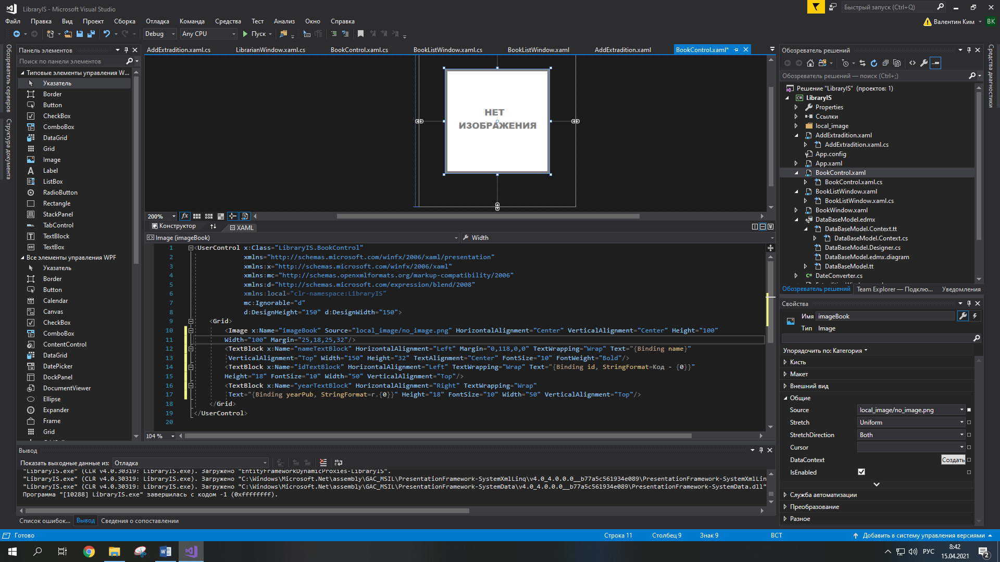 LibraryIS - Microsoft Visual Studio
Быстрый запуск (Ctrl+Q)
Файл Правка Вид Проект Сборка Отладка Команда Средства Тест Анализ Окно Справка
Валентин Ким ВК
Debug Any CPU Пуск
Обозреватель серверов
Структура документа
Панель элементов
Поиск по панели элементов
Типовые элементы управления W...
Указатель
Border
Button
CheckBox
ComboBox
DataGrid
Grid
Image
Label
ListBox
RadioButton
Rectangle
StackPanel
TabControl
TextBlock
TextBox
Все элементы управления WPF
Указатель
Border
Button
Calendar
Canvas
CheckBox
ComboBox
ContentControl
DataGrid
DatePicker
DockPanel
DocumentViewer
Ellipse
Expander
Frame
Grid
AddExtradition.xaml.cs LibrarianWindow.xaml.cs BookControl.xaml.cs BookListWindow.xaml.cs BookListWindow.xaml AddExtradition.xaml BookControl.xaml*
НЕТ
ИЗОБРАЖЕНИЯ
200%
Конструктор XAML
Image (imageBook) Width
1 <UserControl x:Class="LibraryIS.BookControl"
2 xmlns="http://schemas.microsoft.com/winfx/2006/xaml/presentation"
3 xmlns:x="http://schemas.microsoft.com/winfx/2006/xaml"
4 xmlns:mc="http://schemas.openxmlformats.org/markup-compatibility/2006"
5 xmlns:d="http://schemas.microsoft.com/expression/blend/2008"
6 xmlns:local="clr-namespace:LibraryIS"
7 mc:Ignorable="d"
8 d:DesignHeight="150" d:DesignWidth="150">
9 <Grid>
10 <Image x:Name="imageBook" Source="local_image/no_image.png" HorizontalAlignment="Center" VerticalAlignment="Center" Height="100"
11 Width="100" Margin="25,18,25,32"/>
12 <TextBlock x:Name="nameTextBlock" HorizontalAlignment="Left" Margin="0,118,0,0" TextWrapping="Wrap" Text="{Binding name}"
13 VerticalAlignment="Top" Width="150" Height="32" TextAlignment="Center" FontSize="10" FontWeight="Bold"/>
14 <TextBlock x:Name="idTextBlock" HorizontalAlignment="Left" TextWrapping="Wrap" Text="{Binding id, StringFormat=Код - {0}}"
15 Height="18" FontSize="10" Width="50" VerticalAlignment="Top"/>
16 <TextBlock x:Name="yearTextBlock" HorizontalAlignment="Right" TextWrapping="Wrap"
17 Text="{Binding yearPub, StringFormat=г.{0}}" Height="18" FontSize="10" Width="50" VerticalAlignment="Top"/>
18 </Grid>
19 </UserControl>
20
104 %
Вывод
Показать выходные данные из: Отладка
"LibraryIS.exe" (CLR v4.0.30319: LibraryIS.exe). Загружено "EntityFrameworkDynamicProxies-LibraryIS".
"LibraryIS.exe" (CLR v4.0.30319: LibraryIS.exe). Загружено "C:\Windows\Microsoft.Net\assembly\GAC_MSIL\PresentationFramework-SystemXmlLinq\v4.0_4.0.0.0__b77a5c561934e089\PresentationFramework-SystemXmlLin
"LibraryIS.exe" (CLR v4.0.30319: LibraryIS.exe). Загружено "C:\Windows\Microsoft.Net\assembly\GAC_MSIL\PresentationFramework-SystemData\v4.0_4.0.0.0__b77a5c561934e089\PresentationFramework-SystemData.dll"
Программа "[10288] LibraryIS.exe" завершилась с кодом -1 (0xffffffff).
Список ошибок... Вывод Сведения о сопоставлении
Обозреватель решений
Обозреватель решений — поиск (Ctrl+;)
Решение "LibraryIS" (проектов: 1)
LibraryIS
Properties
Ссылки
local_image
AddExtradition.xaml
AddExtradition.xaml.cs
App.config
App.xaml
BookControl.xaml
BookControl.xaml.cs
BookListWindow.xaml
BookListWindow.xaml.cs
BookWindow.xaml
DataBaseModel.edmx
DataBaseModel.Context.tt
DataBaseModel.Context.cs
DataBaseModel.Designer.cs
DataBaseModel.edmx.diagram
DataBaseModel.tt
DateConverter.cs
Обозреватель решений Team Explorer — Подклю... Уведомления
Средства диагностики
Свойства
Имя imageBook
Тип Image
Упорядочить по: Категория
Кисть
Макет
Внешний вид
Общие
Source local_image/no_image.png
Stretch Uniform
StretchDirection Both
Cursor
DataContext Создать
IsEnabled
Служба автоматизации
Преобразование
Разное
Готово Строка 11 Столбец 9 Знак 9 ВСТ Добавить в систему управления версиями
РУС 8:42
15.04.2021 2